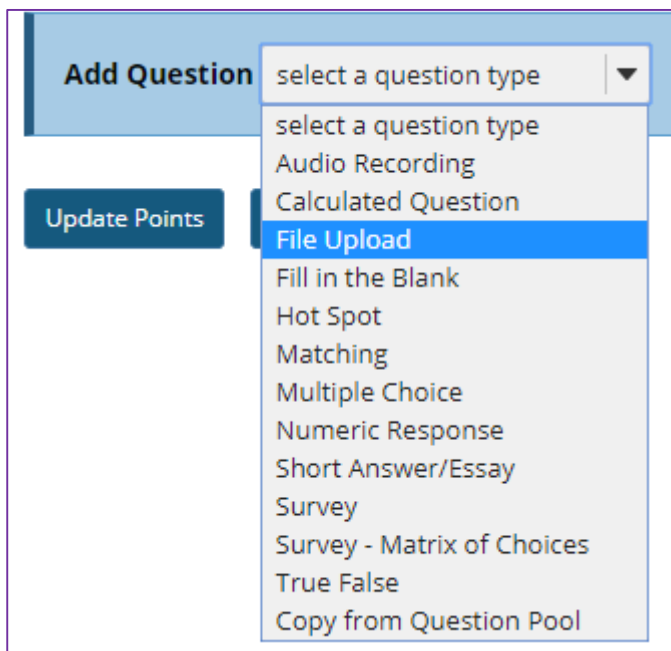 Add Question select a question type
select a question type
Audio Recording
Calculated Question
Update Points
File Upload
Fill in the Blank
Hot Spot
Matching
Multiple Choice
Numeric Response
Short Answer/Essay
Survey
Survey - Matrix of Choices
True False
Copy from Question Pool